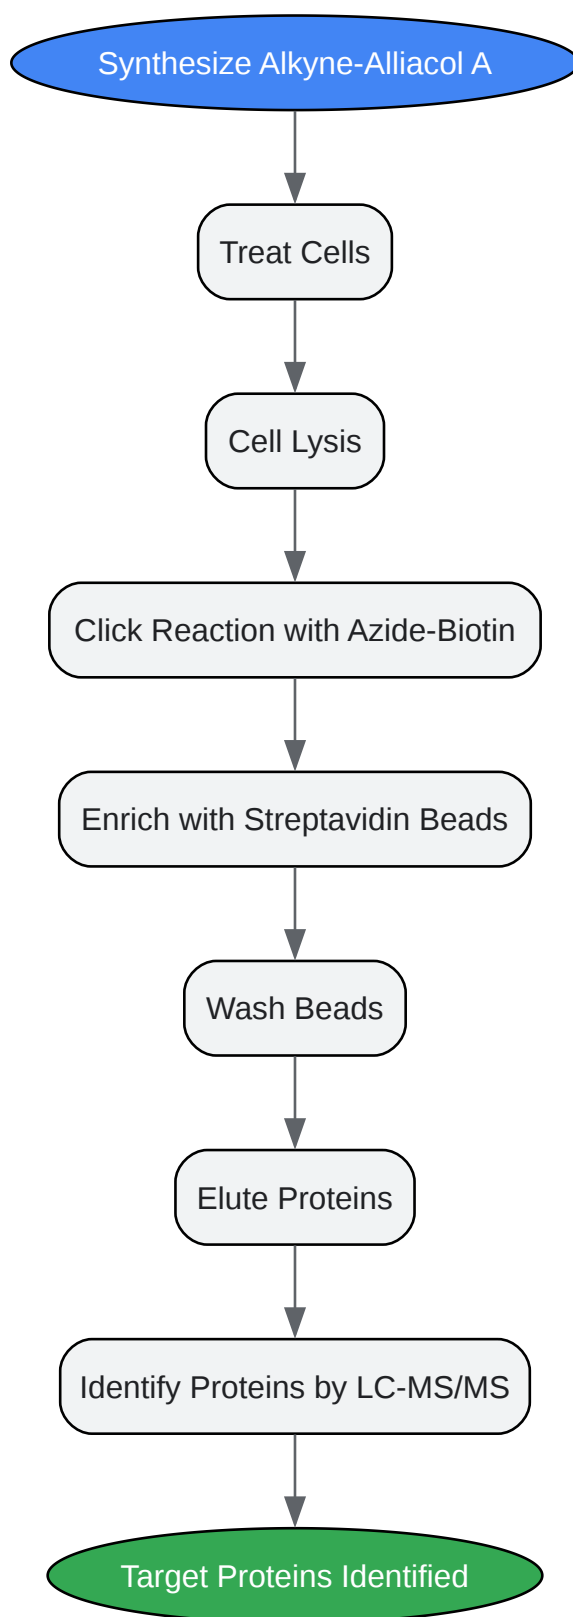 Synthesize Alkyne-Alliacol A
Treat Cells
Cell Lysis
Click Reaction with Azide-Biotin
Enrich with Streptavidin Beads
Wash Beads
Elute Proteins
Identify Proteins by LC-MS/MS
Target Proteins Identified